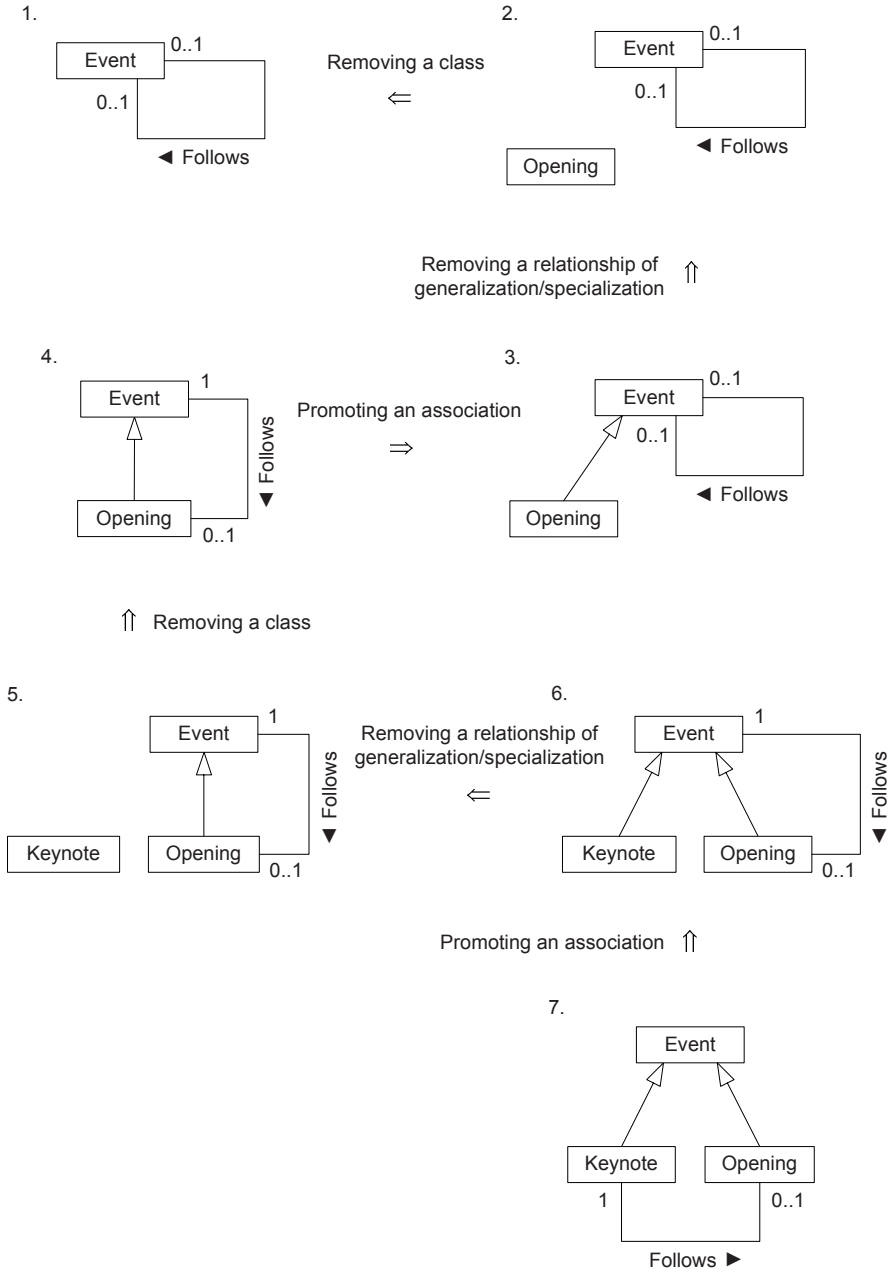 1.
Event
0..1
0..1
◄ Follows
Removing a class
⇐
2.
Event
0..1
0..1
◄ Follows
Opening
Removing a relationship of
generalization/specialization
⇑
4.
Event
1
▼ Follows
Opening
0..1
Promoting an association
⇒
3.
Event
0..1
0..1
◄ Follows
Opening
⇑ Removing a class
5.
Event
1
▼ Follows
Keynote
Opening
0..1
Removing a relationship of
generalization/specialization
⇐
6.
Event
1
▼ Follows
Keynote
Opening
0..1
Promoting an association ⇑
7.
Event
Keynote
Opening
1
0..1
Follows ►